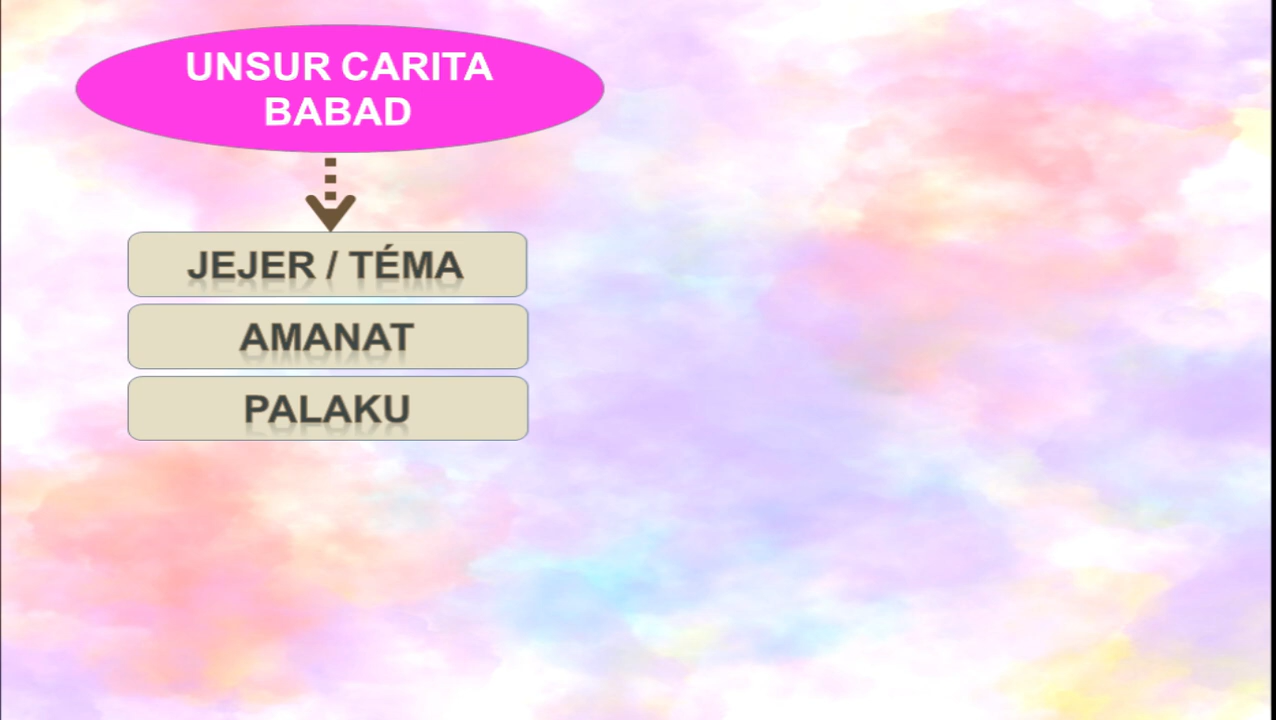 UNSUR CARITA
BABAD
JEJER / TÉMA
AMANAT
PALAKU